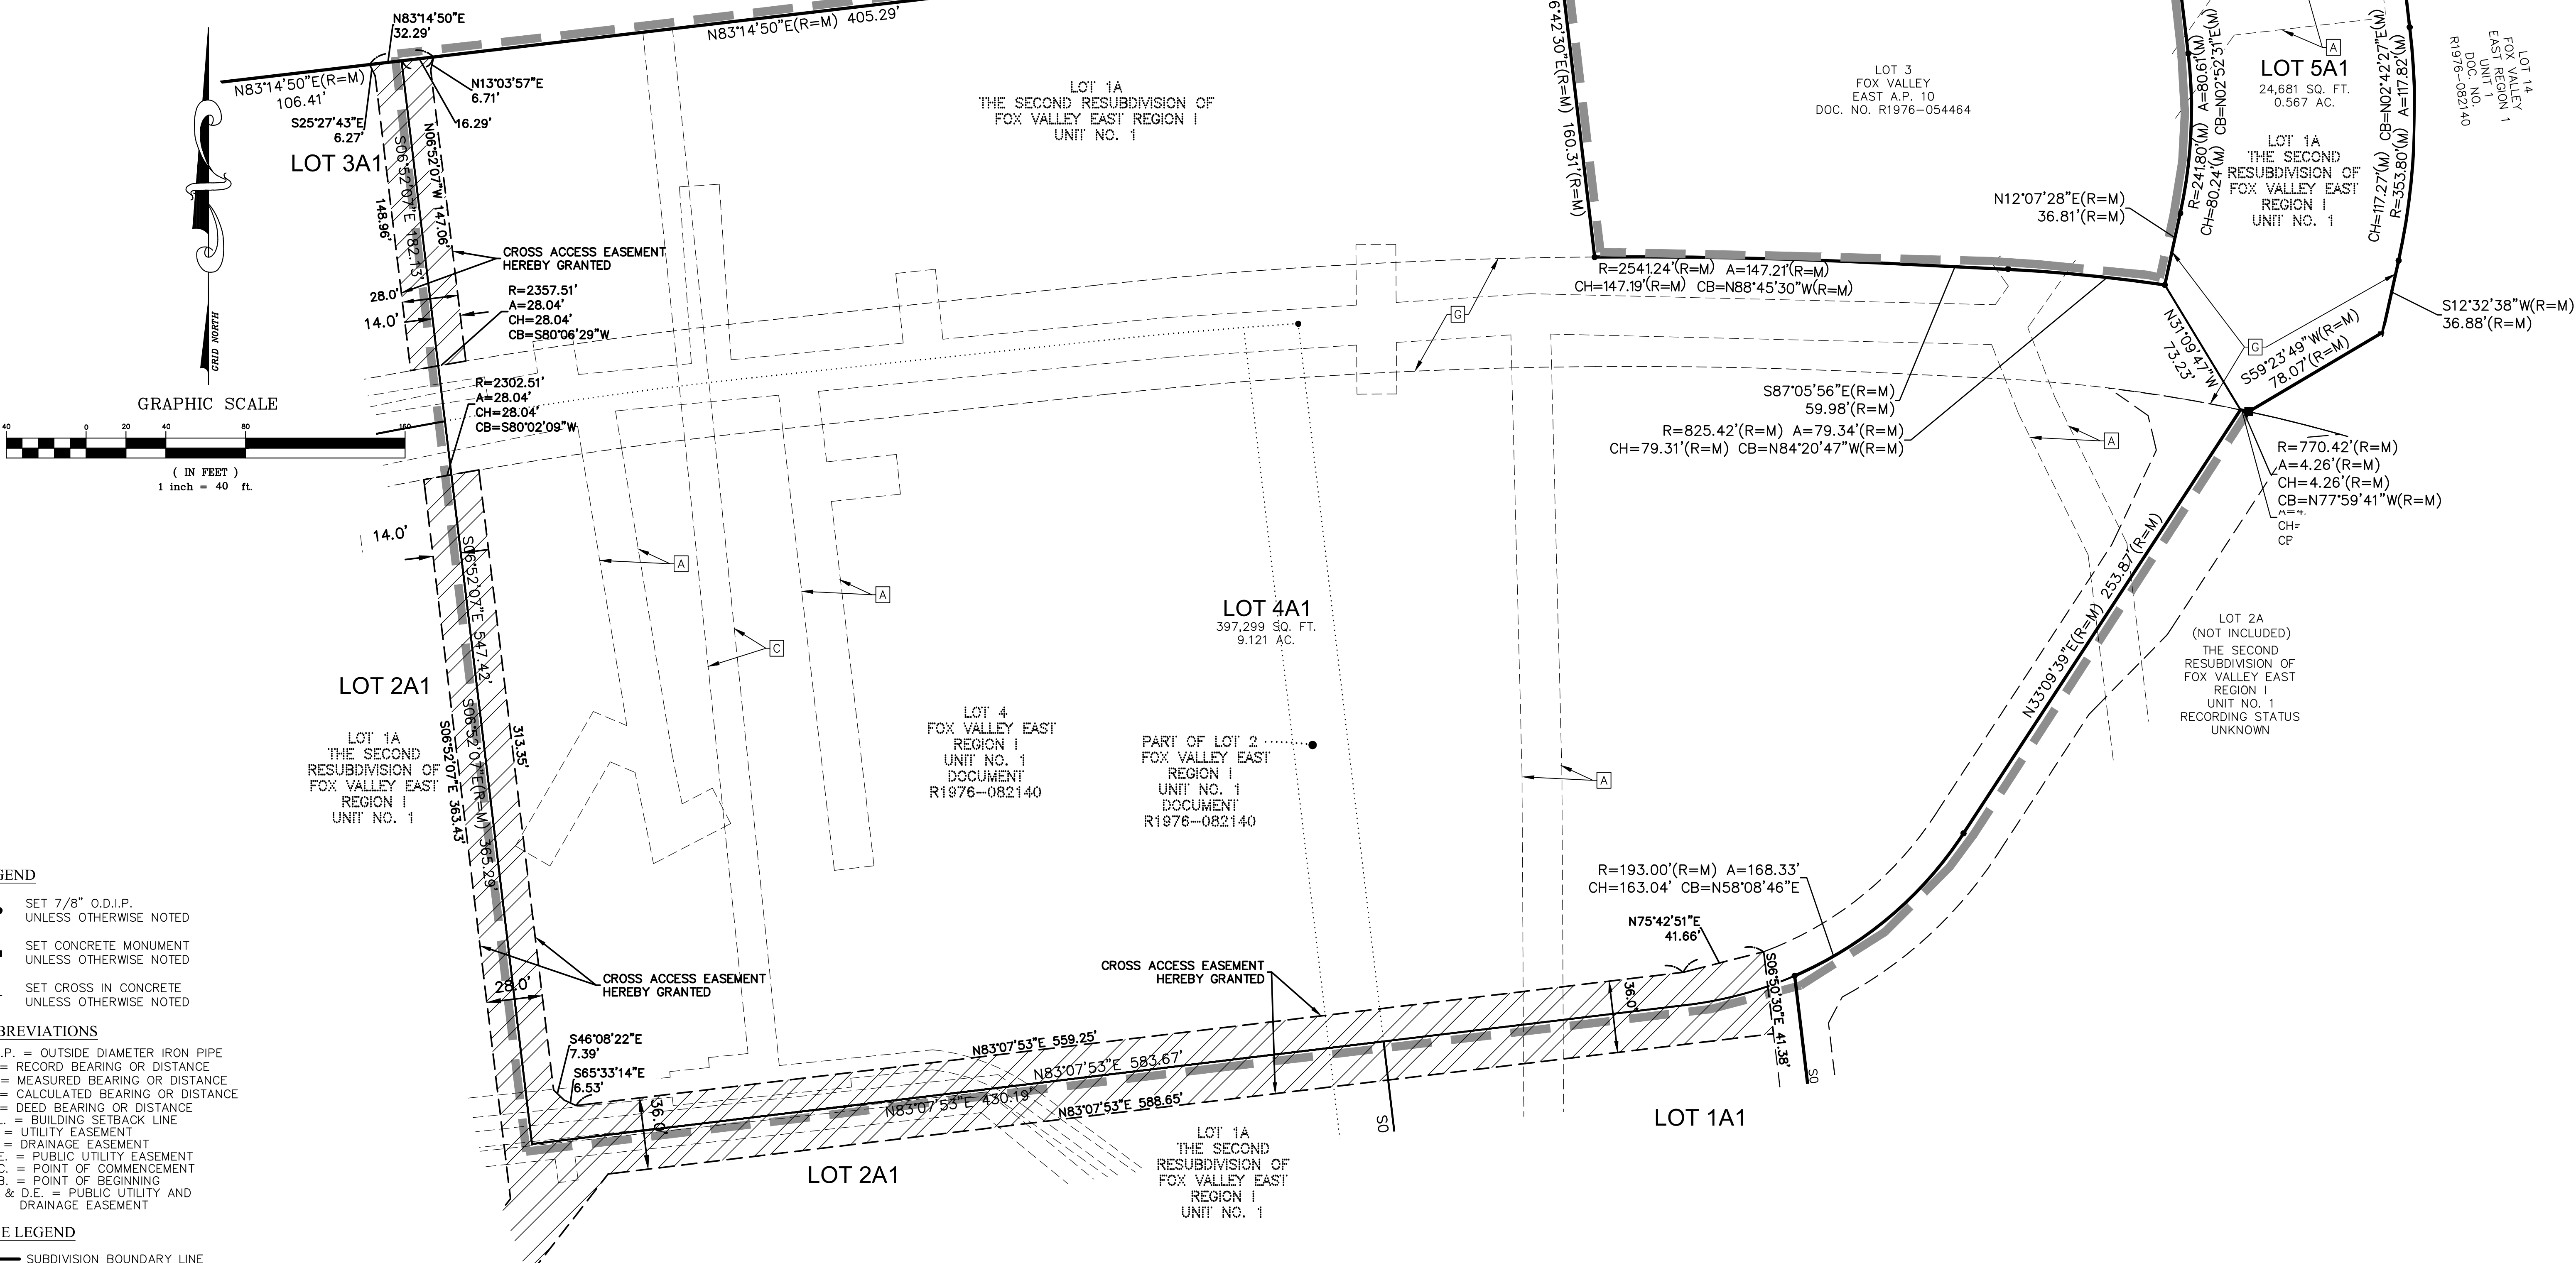 N83°14'50"E
32.29'
N83°14'50"E(R=M) 405.29'
N83°14'50"E(R=M)
106.41'
N13°03'57"E
6.71'
16.29'
S25°27'43"E
6.27'
LOT 3A1
148.96'
S06°52'07"E 182.13'
N06°52'07"W 147.06'
CROSS ACCESS EASEMENT
HEREBY GRANTED
28.0'
14.0'
R=2357.51'
A=28.04'
CH=28.04'
CB=S80°06'29"W
R=2302.51'
A=28.04'
CH=28.04'
CB=S80°02'09"W
GRID NORTH
GRAPHIC SCALE
40 0 20 40 80 160
( IN FEET )
1 inch = 40 ft.
LOT 1A
THE SECOND RESUBDIVISION OF
FOX VALLEY EAST REGION I
UNIT NO. 1
6°42'30"E(R=M) 160.31'(R=M)
LOT 3
FOX VALLEY
EAST A.P. 10
DOC. NO. R1976-054464
N12°07'28"E(R=M)
36.81'(R=M)
R=241.80'(M) A=80.61'(M)
CH=80.24'(M) CB=N02°52'31"E(M)
A
LOT 5A1
24,681 SQ. FT.
0.567 AC.
LOT 1A
THE SECOND
RESUBDIVISION OF
FOX VALLEY EAST
REGION I
UNIT NO. 1
CH=117.27'(M) CB=N02°42'27"E(M)
R=353.80'(M) A=117.82'(M)
LOT 14
FOX VALLEY
EAST REGION 1
UNIT 1
DOC. NO.
R1976-082140
S12°32'38"W(R=M)
36.88'(R=M)
R=2541.24'(R=M) A=147.21'(R=M)
CH=147.19'(R=M) CB=N88°45'30"W(R=M)
G
G
N31°09'47"W
73.23'
S59°23'49"W(R=M)
78.07'(R=M)
S87°05'56"E(R=M)
59.98'(R=M)
R=825.42'(R=M) A=79.34'(R=M)
CH=79.31'(R=M) CB=N84°20'47"W(R=M)
A
R=770.42'(R=M)
A=4.26'(R=M)
CH=4.26'(R=M)
CB=N77°59'41"W(R=M)
A=4.
CH=
14.0'
S06°52'07"E 547.42'
A
A
C
LOT 4A1
397,299 SQ. FT.
9.121 AC.
N33°09'39"E(R=M) 253.87'(R=M)
LOT 2A
(NOT INCLUDED)
THE SECOND
RESUBDIVISION OF
FOX VALLEY EAST
REGION I
UNIT NO. 1
RECORDING STATUS
UNKNOWN
LOT 2A1
LOT 1A
THE SECOND
RESUBDIVISION OF
FOX VALLEY EAST
REGION I
UNIT NO. 1
S06°52'07"E 363.43'
S06°52'07"E(R=M) 365.29'
313.35'
LOT 4
FOX VALLEY EAST
REGION I
UNIT NO. 1
DOCUMENT
R1976-082140
PART OF LOT 2
FOX VALLEY EAST
REGION I
UNIT NO. 1
DOCUMENT
R1976-082140
A
R=193.00'(R=M) A=168.33'
CH=163.04' CB=N58°08'46"E
N75°42'51"E
41.66'
S06°50'30"E 41.38'
36.0'
S0
CROSS ACCESS EASEMENT
HEREBY GRANTED
28.0'
CROSS ACCESS EASEMENT
HEREBY GRANTED
S46°08'22"E
7.39'
S65°33'14"E
6.53'
36.0'
N83°07'53"E 559.25'
N83°07'53"E 583.67'
N83°07'53"E 430.19'
N83°07'53"E 588.65'
S0
LOT 1A1
LOT 2A1
LOT 1A
THE SECOND
RESUBDIVISION OF
FOX VALLEY EAST
REGION I
UNIT NO. 1
GEND
SET 7/8" O.D.I.P.
UNLESS OTHERWISE NOTED
SET CONCRETE MONUMENT
UNLESS OTHERWISE NOTED
SET CROSS IN CONCRETE
UNLESS OTHERWISE NOTED
BREVIATIONS
.P. = OUTSIDE DIAMETER IRON PIPE
= RECORD BEARING OR DISTANCE
= MEASURED BEARING OR DISTANCE
= CALCULATED BEARING OR DISTANCE
= DEED BEARING OR DISTANCE
. = BUILDING SETBACK LINE
= UTILITY EASEMENT
= DRAINAGE EASEMENT
E. = PUBLIC UTILITY EASEMENT
C. = POINT OF COMMENCEMENT
B. = POINT OF BEGINNING
& D.E. = PUBLIC UTILITY AND
DRAINAGE EASEMENT
E LEGEND
SUBDIVISION BOUNDARY LINE